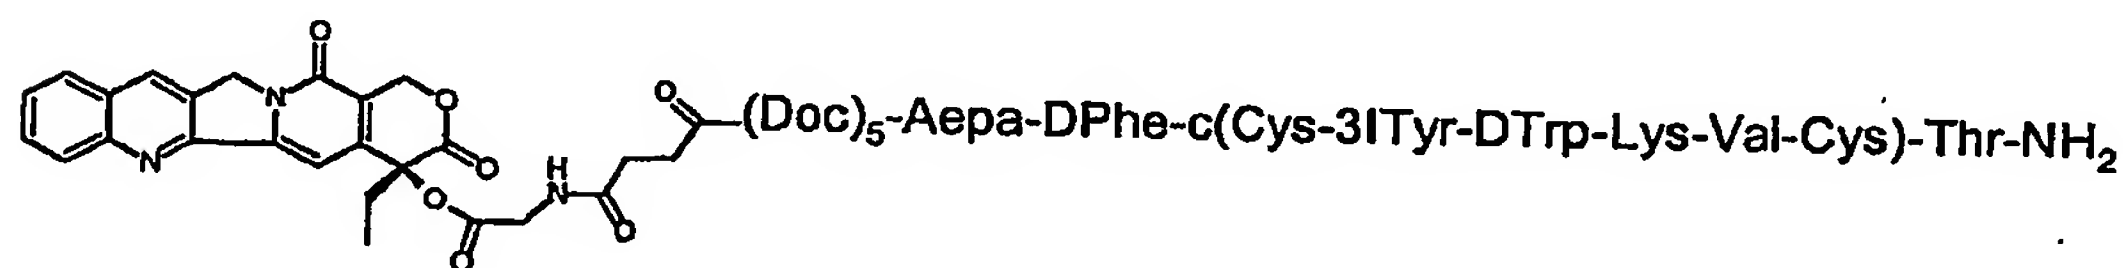 O
N
O
N
O
O
O
H
N
O
O
O
(Doc)₅-Aepa-DPhe-c(Cys-3ITyr-DTrp-Lys-Val-Cys)-Thr-NH₂